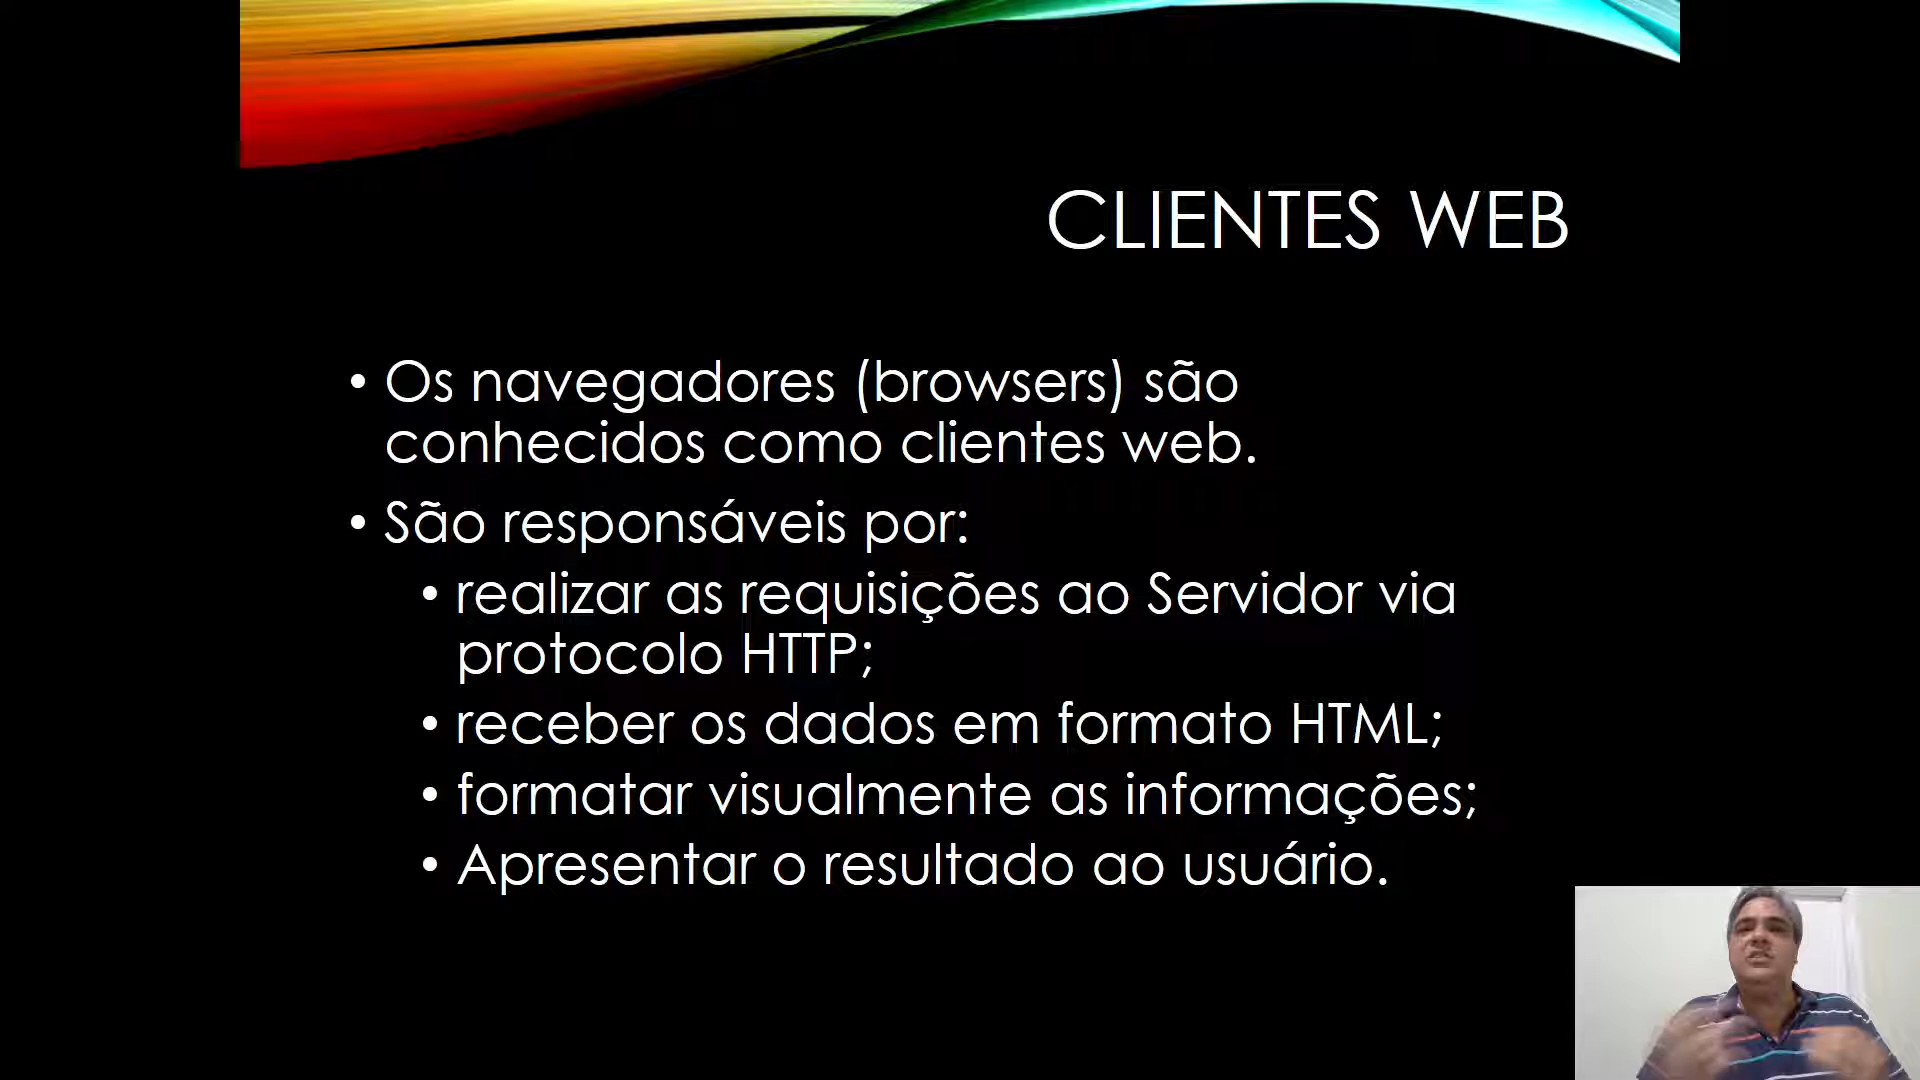 CLIENTES WEB
• Os navegadores (browsers) são
conhecidos como clientes web.
• São responsáveis por:
• realizar as requisições ao Servidor via
protocolo HTTP;
• receber os dados em formato HTML;
• formatar visualmente as informações;
• Apresentar o resultado ao usuário.